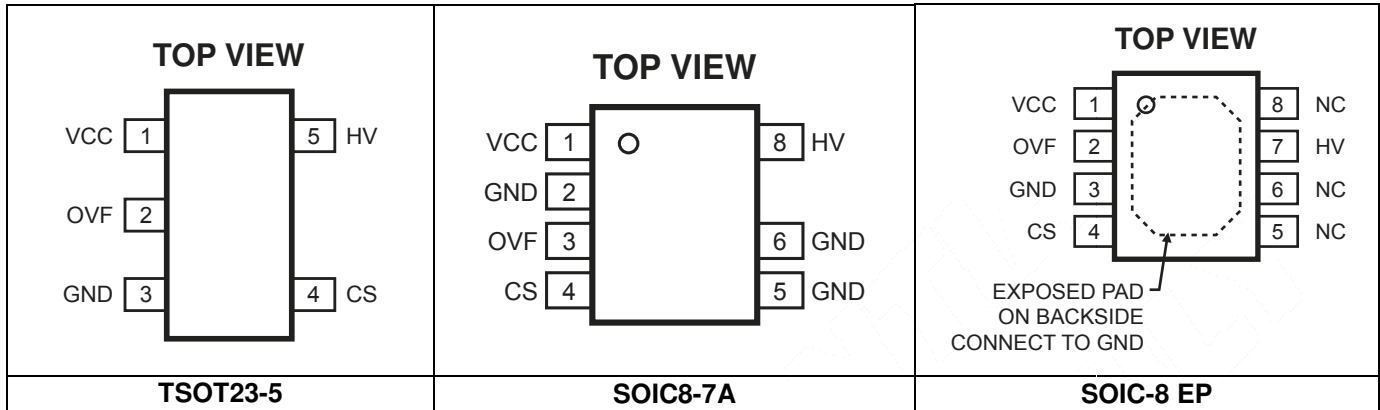 TOP VIEW
VCC 1 5 HV
OVF 2
GND 3 4 CS
TSOT23-5
TOP VIEW
VCC 1 8 HV
GND 2
OVF 3 6 GND
CS 4 5 GND
SOIC8-7A
TOP VIEW
VCC 1 8 NC
OVF 2 7 HV
GND 3 6 NC
CS 4 5 NC
EXPOSED PAD
ON BACKSIDE
CONNECT TO GND
SOIC-8 EP